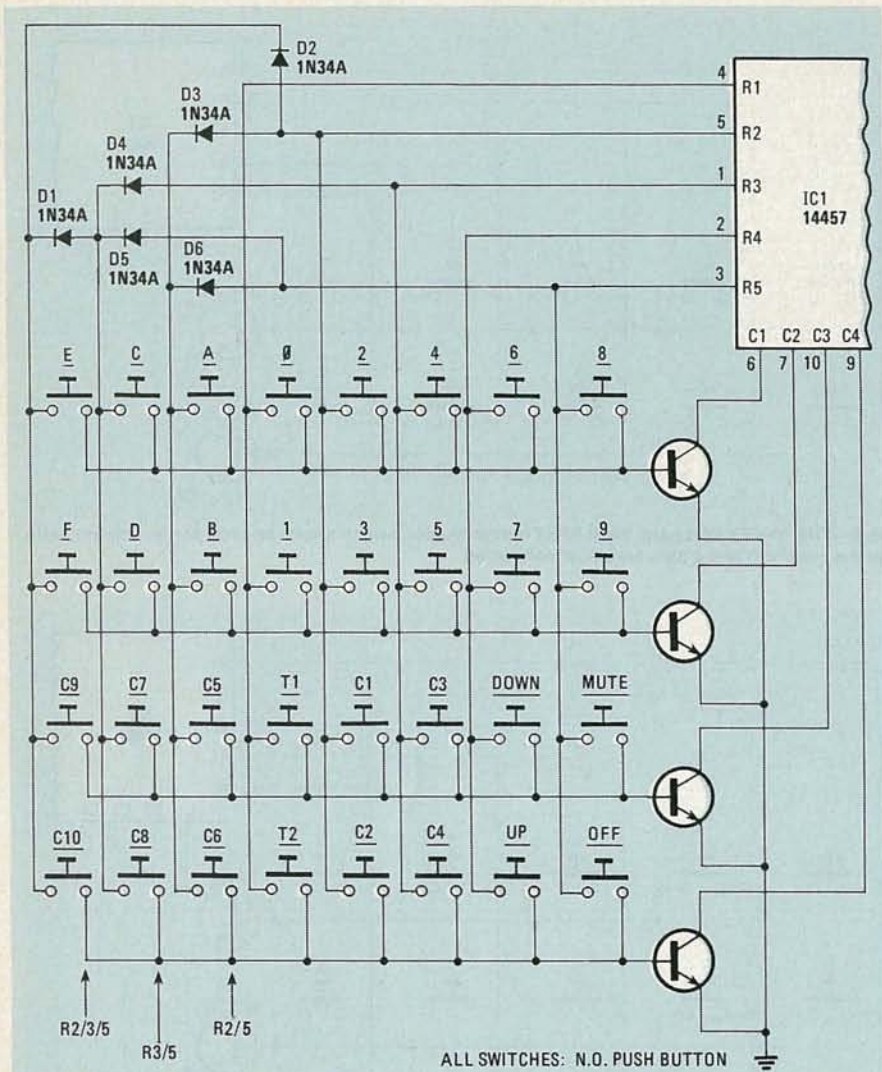 D2
1N34A
4
R1
D3
1N34A
5
R2
D4
1N34A
1
R3
IC1
14457
D1
1N34A
2
R4
D5
1N34A
D6
1N34A
3
R5
C1 C2 C3 C4
6 7 10 9
E C A 0 2 4 6 8
F D B 1 3 5 7 9
C9 C7 C5 T1 C1 C3 DOWN MUTE
C10 C8 C6 T2 C2 C4 UP OFF
R2/3/5
R3/5
R2/5
ALL SWITCHES: N.O. PUSH BUTTON